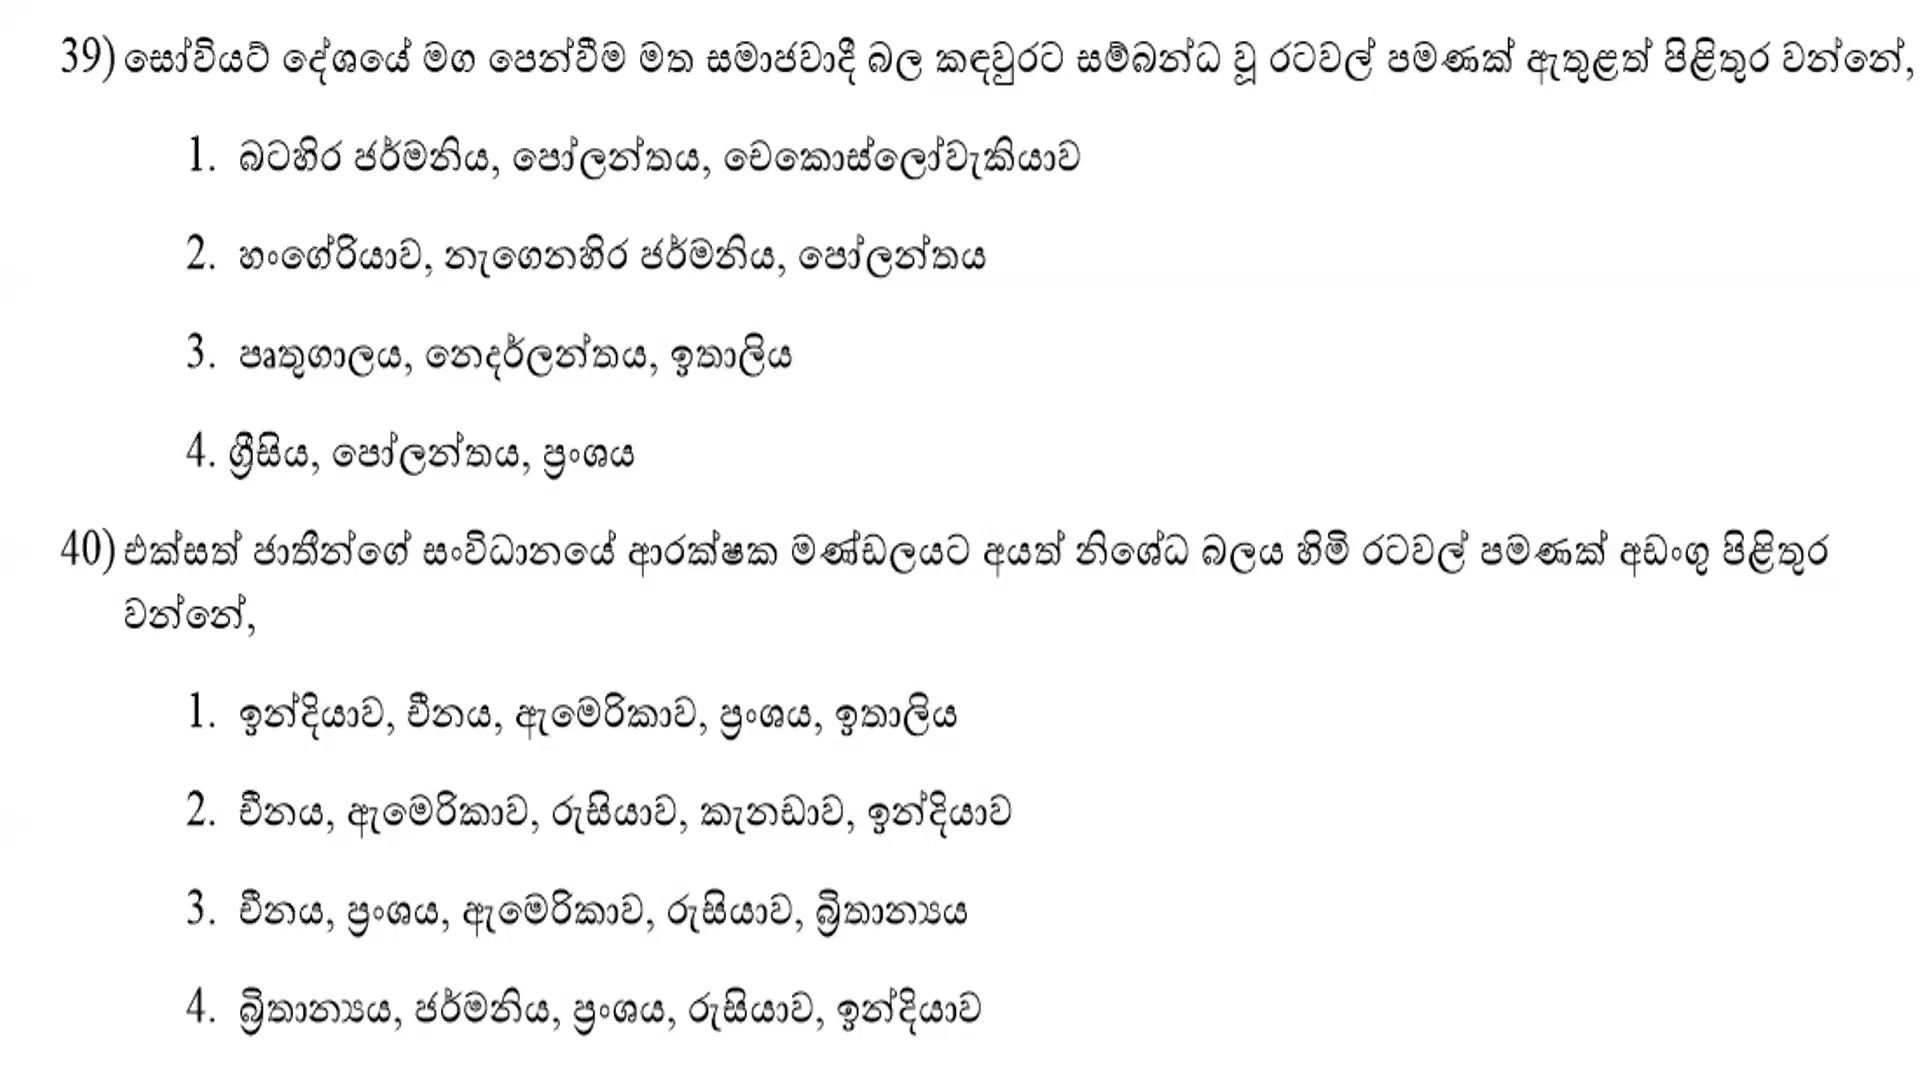 39) සෝවියට් දේශයේ මග පෙන්වීම මත සමාජවාදී බල කඳවුරට සම්බන්ධ වූ රටවල් පමණක් ඇතුළත් පිළිතුර වන්නේ,
1. බටහිර ජර්මනිය, පෝලන්තය, චෙකොස්ලෝවැකියාව
2. හංගේරියාව, නැගෙනහිර ජර්මනිය, පෝලන්තය
3. පෘතුගාලය, නෙදර්ලන්තය, ඉතාලිය
4. ග්‍රීසිය, පෝලන්තය, ප්‍රංශය
40) එක්සත් ජාතීන්ගේ සංවිධානයේ ආරක්ෂක මණ්ඩලයට අයත් නිශේධ බලය හිමි රටවල් පමණක් අඩංගු පිළිතුර
වන්නේ,
1. ඉන්දියාව, චීනය, ඇමෙරිකාව, ප්‍රංශය, ඉතාලිය
2. චීනය, ඇමෙරිකාව, රුසියාව, කැනඩාව, ඉන්දියාව
3. චීනය, ප්‍රංශය, ඇමෙරිකාව, රුසියාව, බ්‍රිතාන්‍යය
4. බ්‍රිතාන්‍යය, ජර්මනිය, ප්‍රංශය, රුසියාව, ඉන්දියාව